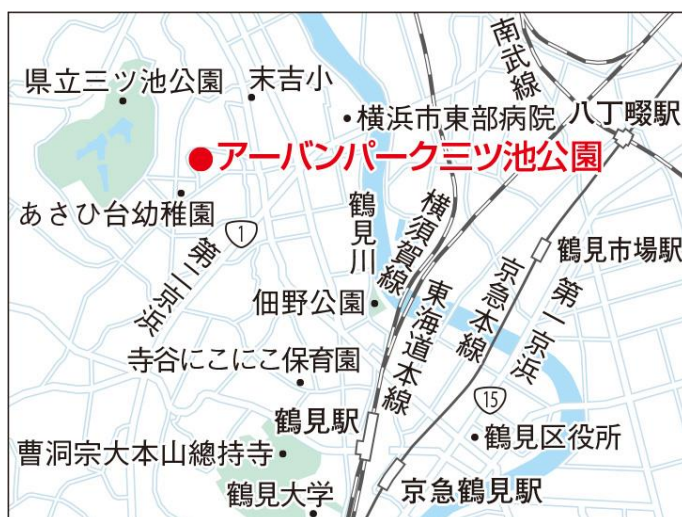 南武線
県立三ツ池公園
末吉小
横浜市東部病院
八丁畷駅
アーバンパーク三ツ池公園
あさひ台幼稚園
1
第二京浜
鶴見川
横須賀線
東海道本線
京急本線
鶴見市場駅
第一京浜
佃野公園
寺谷にこにこ保育園
15
鶴見駅
鶴見区役所
曹洞宗大本山總持寺
京急鶴見駅
鶴見大学